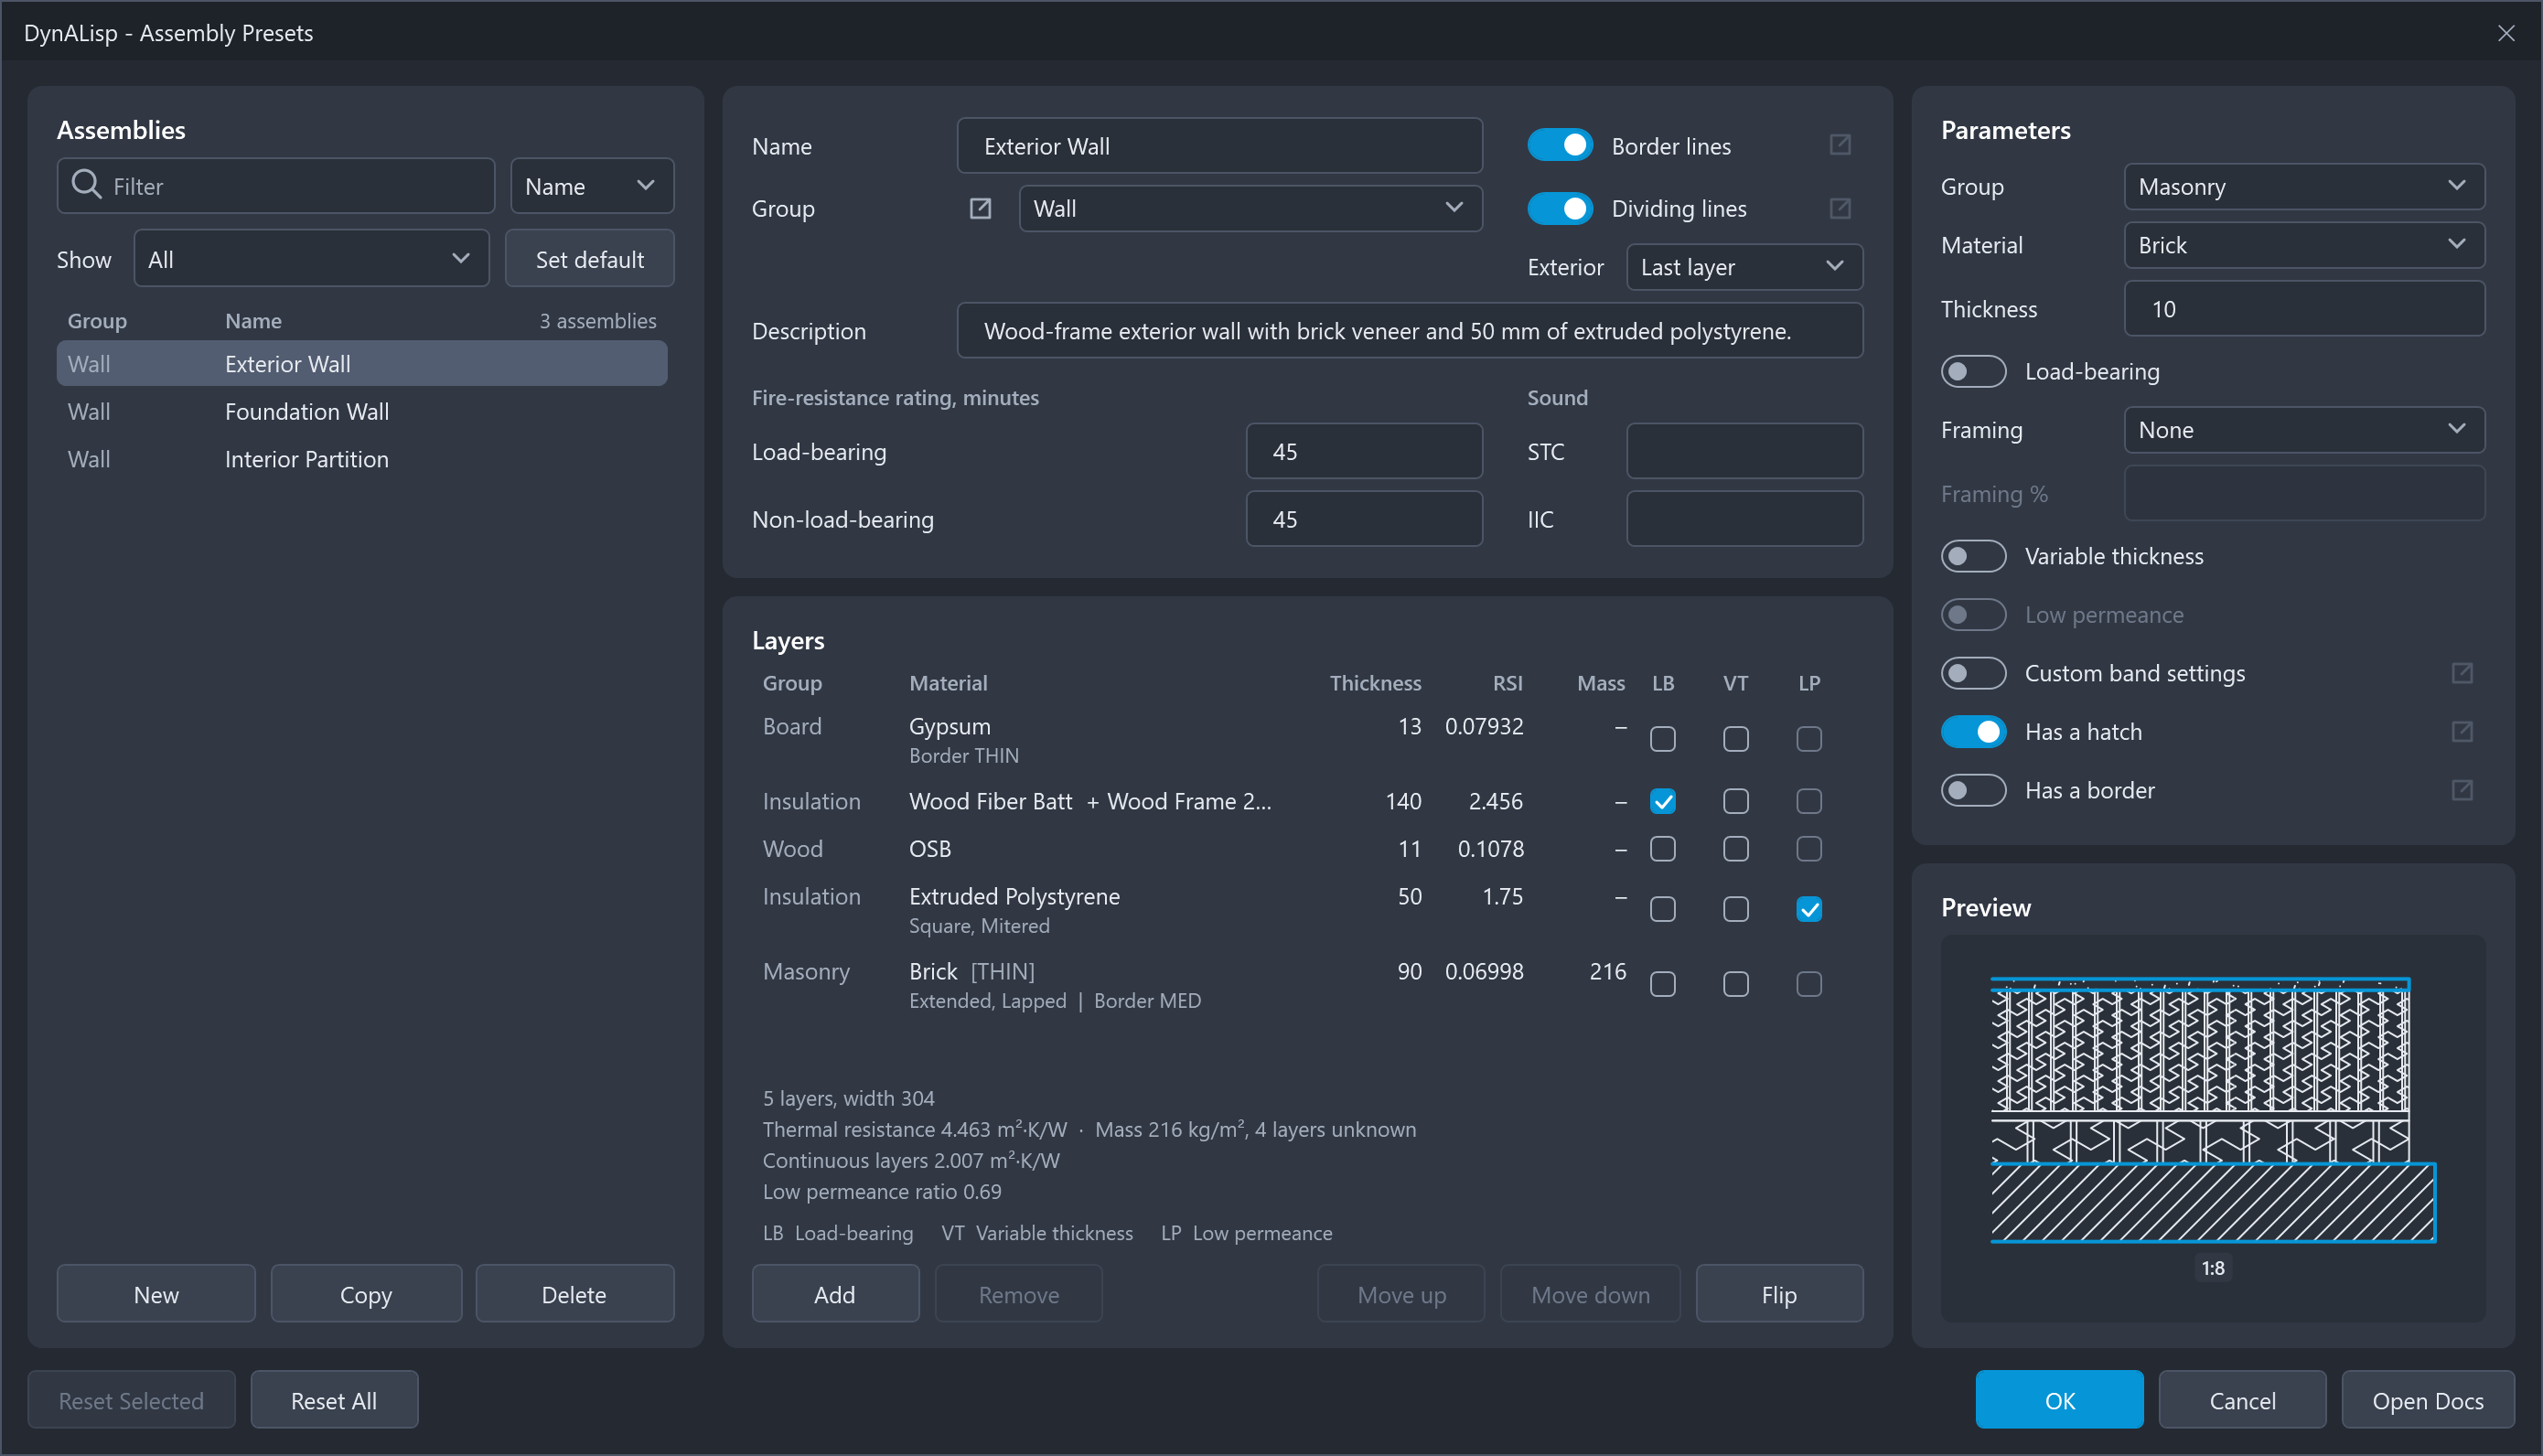 DynALisp - Assembly Presets
Assemblies
Filter
Name
Show
All
Set default
Group Name 3 assemblies
Wall Exterior Wall
Wall Foundation Wall
Wall Interior Partition
New
Copy
Delete
Name
Exterior Wall
Border lines
Group
Wall
Dividing lines
Exterior
Last layer
Description
Wood-frame exterior wall with brick veneer and 50 mm of extruded polystyrene.
Fire-resistance rating, minutes
Sound
Load-bearing
45
STC
Non-load-bearing
45
IIC
Layers
Group Material Thickness RSI Mass LB VT LP
Board Gypsum 13 0.07932 –
Border THIN
Insulation Wood Fiber Batt + Wood Frame 2... 140 2.456 –
Wood OSB 11 0.1078 –
Insulation Extruded Polystyrene 50 1.75 –
Square, Mitered
Masonry Brick [THIN] 90 0.06998 216
Extended, Lapped | Border MED
5 layers, width 304
Thermal resistance 4.463 m²·K/W · Mass 216 kg/m², 4 layers unknown
Continuous layers 2.007 m²·K/W
Low permeance ratio 0.69
LB Load-bearing VT Variable thickness LP Low permeance
Add
Remove
Move up
Move down
Flip
Parameters
Group
Masonry
Material
Brick
Thickness
10
Load-bearing
Framing
None
Framing %
Variable thickness
Low permeance
Custom band settings
Has a hatch
Has a border
Preview
1:8
Reset Selected
Reset All
OK
Cancel
Open Docs